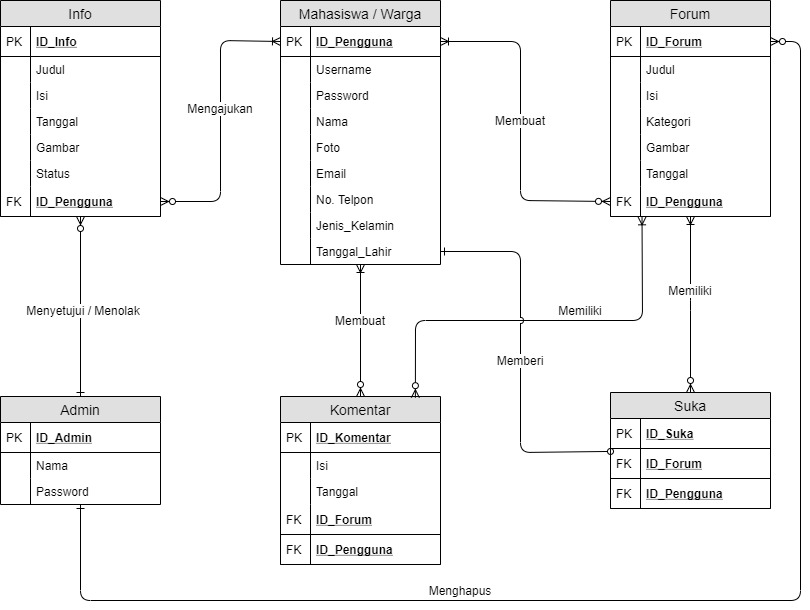 Info
PK ID_Info
Judul
Isi
Tanggal
Gambar
Status
FK ID_Pengguna
Mengajukan
Mahasiswa / Warga
PK ID_Pengguna
Username
Password
Nama
Foto
Email
No. Telpon
Jenis_Kelamin
Tanggal_Lahir
Membuat
Forum
PK ID_Forum
Judul
Isi
Kategori
Gambar
Tanggal
FK ID_Pengguna
Menyetujui / Menolak
Membuat
Memiliki
Memiliki
Memberi
Admin
PK ID_Admin
Nama
Password
Komentar
PK ID_Komentar
Isi
Tanggal
FK ID_Forum
FK ID_Pengguna
Suka
PK ID_Suka
FK ID_Forum
FK ID_Pengguna
Menghapus